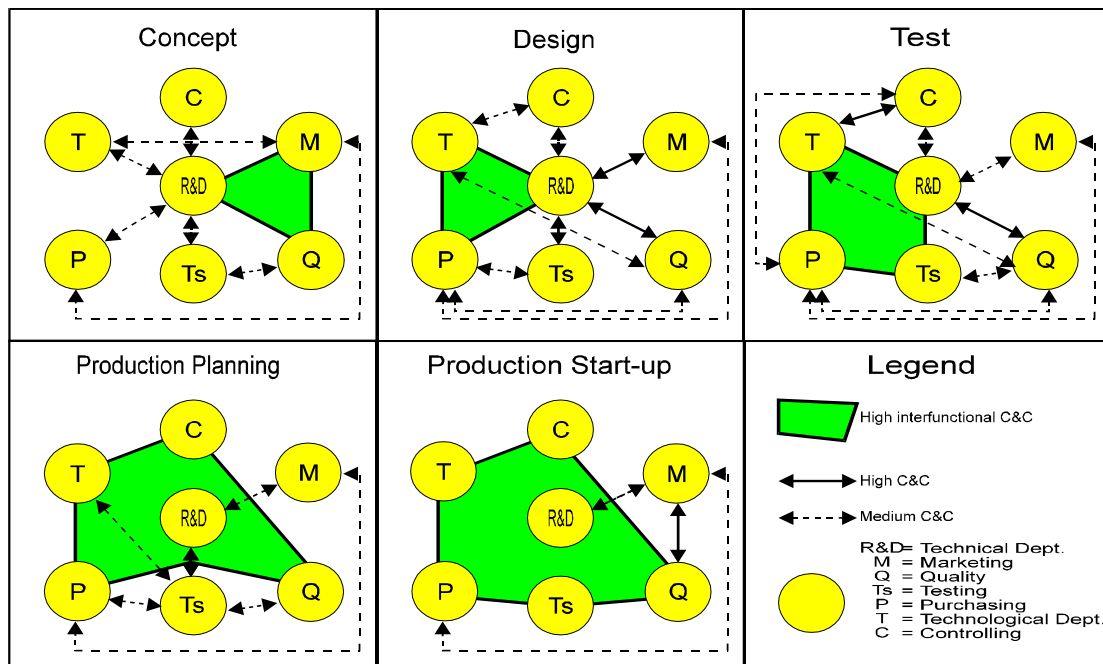 Concept
C
T
M
R&D
P
Ts
Q
Design
C
T
M
R&D
P
Ts
Q
Test
C
T
M
R&D
P
Ts
Q
Production Planning
C
T
M
R&D
P
Ts
Q
Production Start-up
C
T
M
R&D
P
Ts
Q
Legend
High interfunctional C&C
High C&C
Medium C&C
R&D= Technical Dept.
M = Marketing
Q = Quality
Ts = Testing
P = Purchasing
T = Technological Dept.
C = Controlling